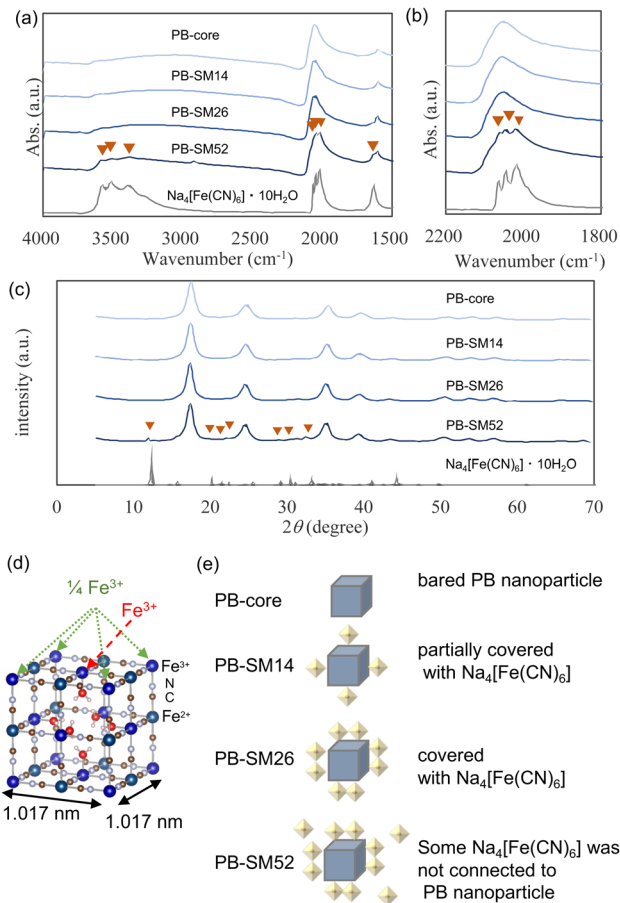 (a)
PB-core
PB-SM14
PB-SM26
PB-SM52
Na₄[Fe(CN)₆]・10H₂O
Abs. (a.u.)
4000 3500 3000 2500 2000 1500
Wavenumber (cm⁻¹)
(b)
Abs. (a.u.)
2200 2000 1800
Wavenumber (cm⁻¹)
(c)
PB-core
PB-SM14
PB-SM26
PB-SM52
Na₄[Fe(CN)₆]・10H₂O
intensity (a.u.)
0 10 20 30 40 50 60 70
2θ (degree)
(d)
¼ Fe³⁺
Fe³⁺
Fe³⁺
N
C
Fe²⁺
1.017 nm
1.017 nm
(e)
PB-core
bared PB nanoparticle
PB-SM14
partially covered
with Na₄[Fe(CN)₆]
PB-SM26
covered
with Na₄[Fe(CN)₆]
PB-SM52
Some Na₄[Fe(CN)₆] was
not connected to
PB nanoparticle